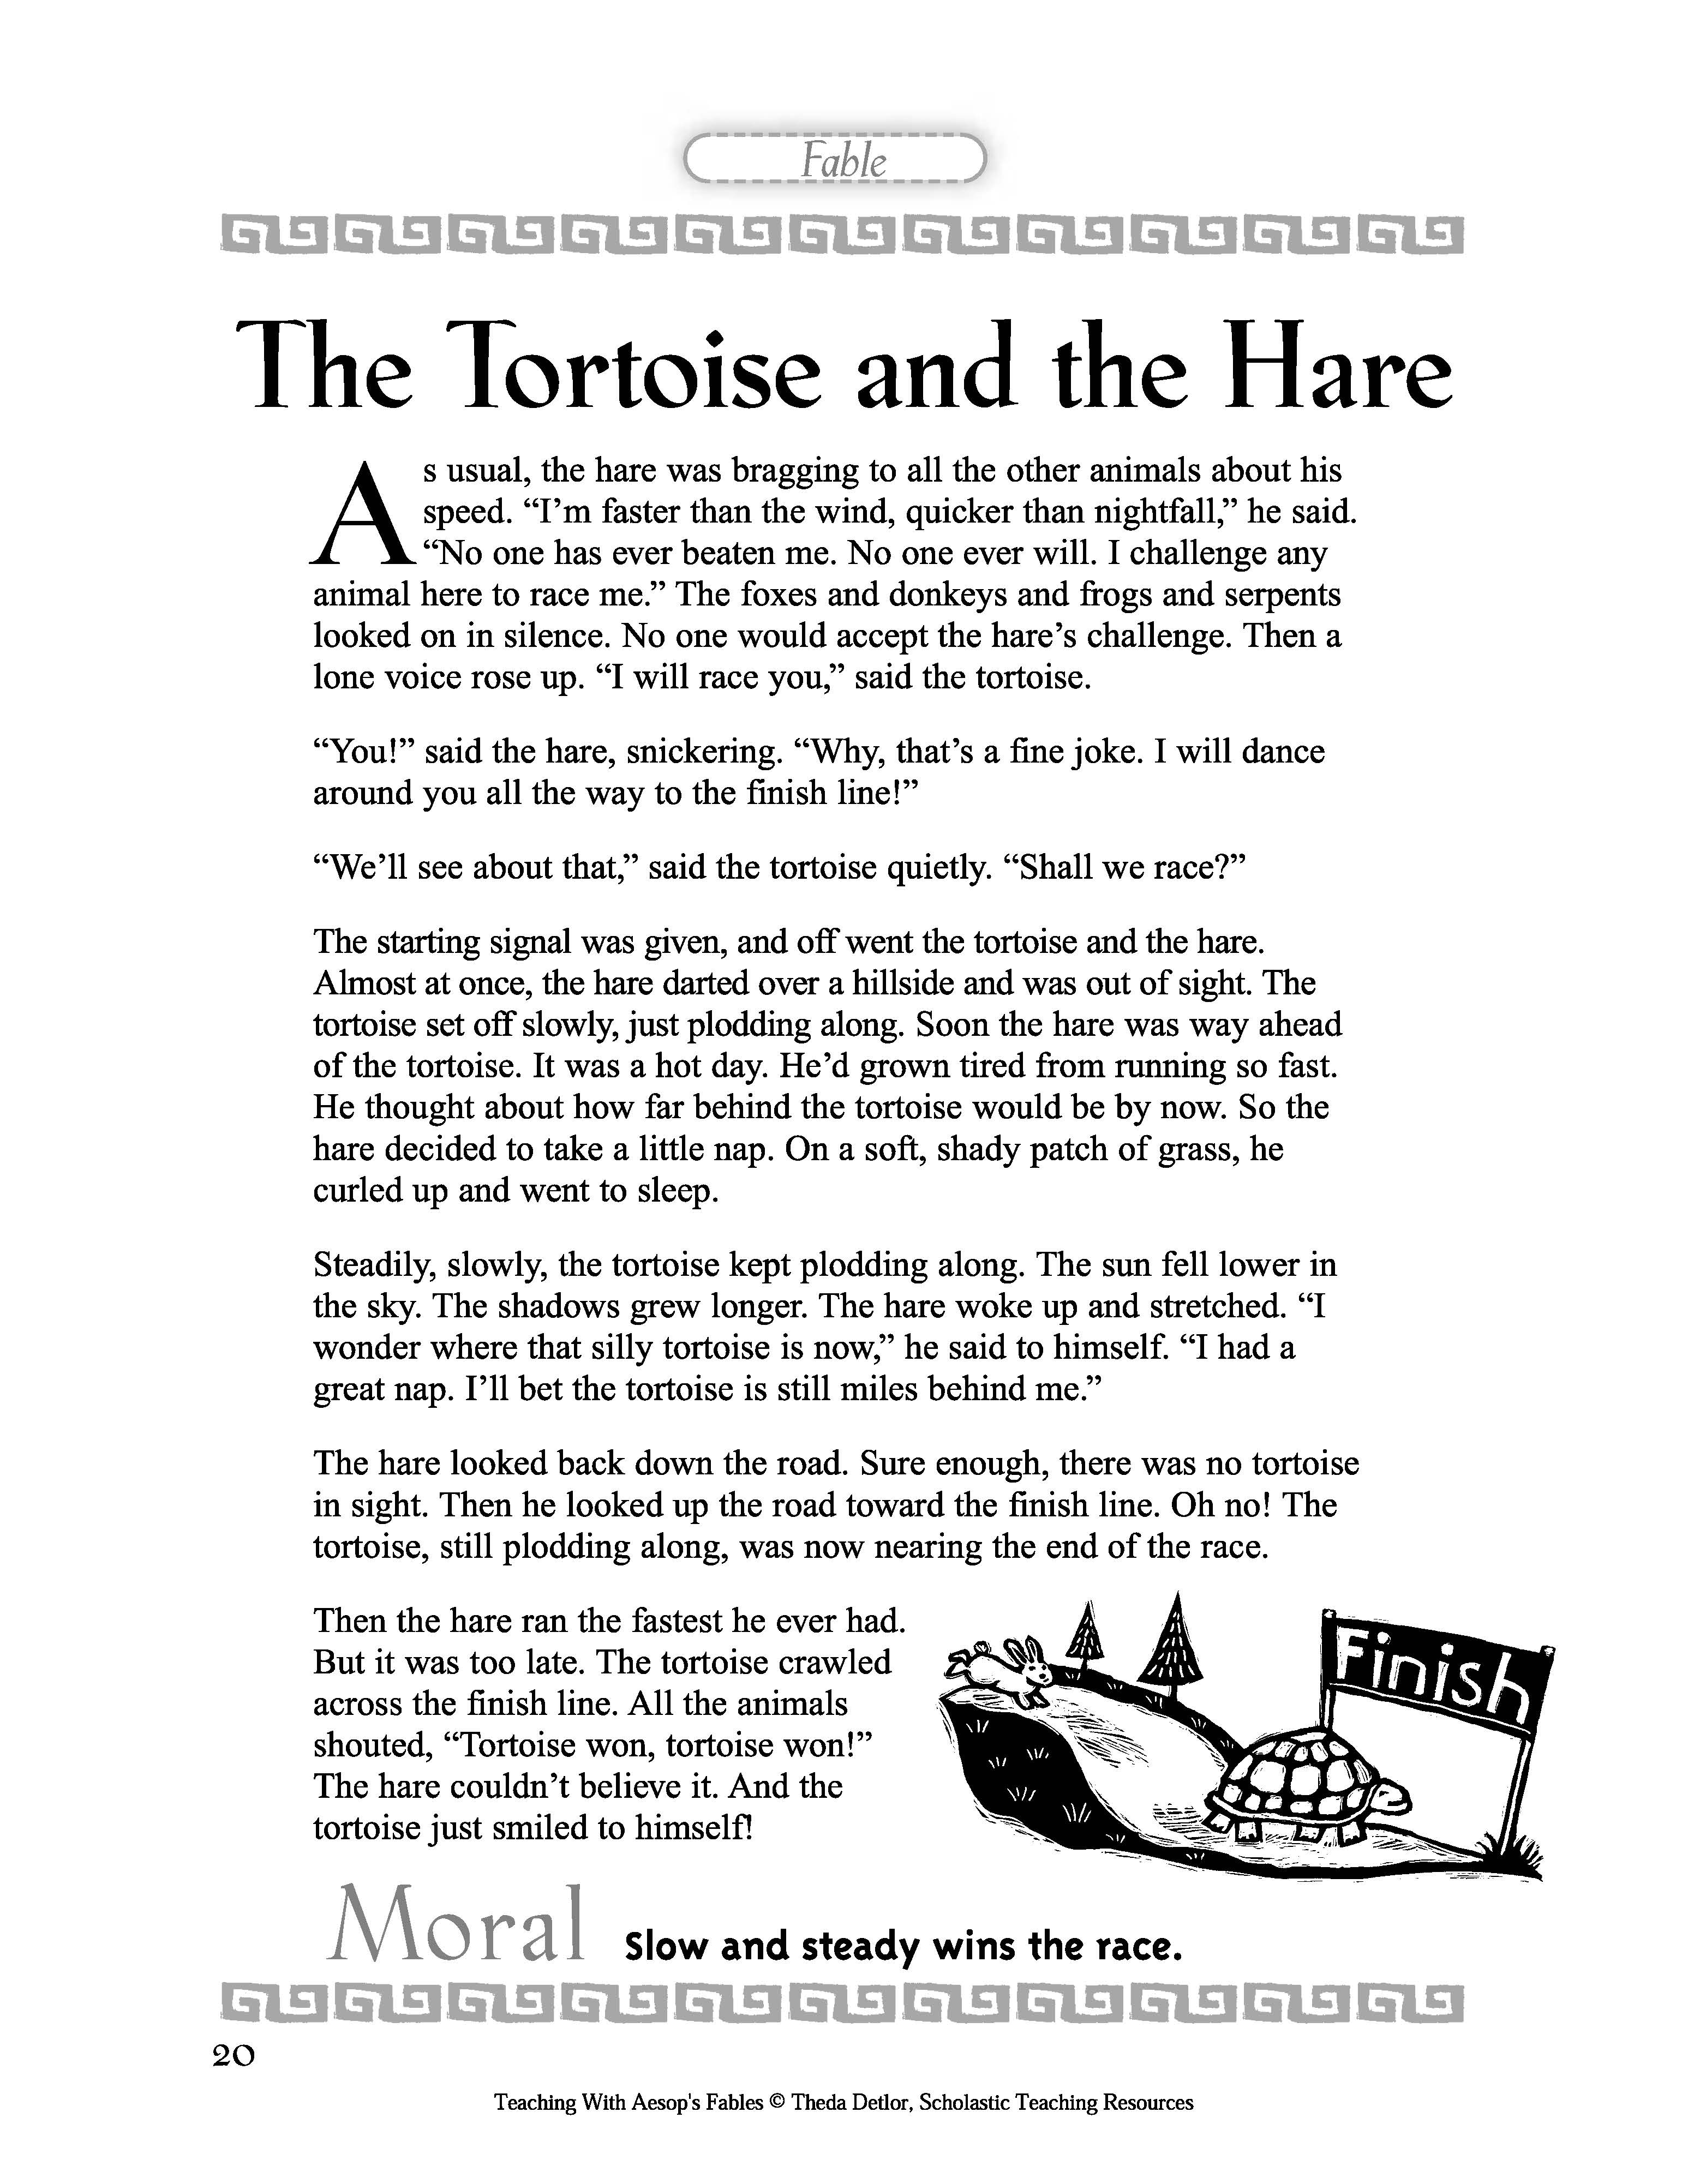 Fable
The Tortoise and the Hare
As usual, the hare was bragging to all the other animals about his
speed. “I’m faster than the wind, quicker than nightfall,” he said.
“No one has ever beaten me. No one ever will. I challenge any
animal here to race me.” The foxes and donkeys and frogs and serpents
looked on in silence. No one would accept the hare’s challenge. Then a
lone voice rose up. “I will race you,” said the tortoise.
“You!” said the hare, snickering. “Why, that’s a fine joke. I will dance
around you all the way to the finish line!”
“We’ll see about that,” said the tortoise quietly. “Shall we race?”
The starting signal was given, and off went the tortoise and the hare.
Almost at once, the hare darted over a hillside and was out of sight. The
tortoise set off slowly, just plodding along. Soon the hare was way ahead
of the tortoise. It was a hot day. He’d grown tired from running so fast.
He thought about how far behind the tortoise would be by now. So the
hare decided to take a little nap. On a soft, shady patch of grass, he
curled up and went to sleep.
Steadily, slowly, the tortoise kept plodding along. The sun fell lower in
the sky. The shadows grew longer. The hare woke up and stretched. “I
wonder where that silly tortoise is now,” he said to himself. “I had a
great nap. I’ll bet the tortoise is still miles behind me.”
The hare looked back down the road. Sure enough, there was no tortoise
in sight. Then he looked up the road toward the finish line. Oh no! The
tortoise, still plodding along, was now nearing the end of the race.
Then the hare ran the fastest he ever had.
But it was too late. The tortoise crawled
across the finish line. All the animals
shouted, “Tortoise won, tortoise won!”
The hare couldn’t believe it. And the
tortoise just smiled to himself!
Finish
Moral Slow and steady wins the race.
20
Teaching With Aesop's Fables © Theda Detlor, Scholastic Teaching Resources